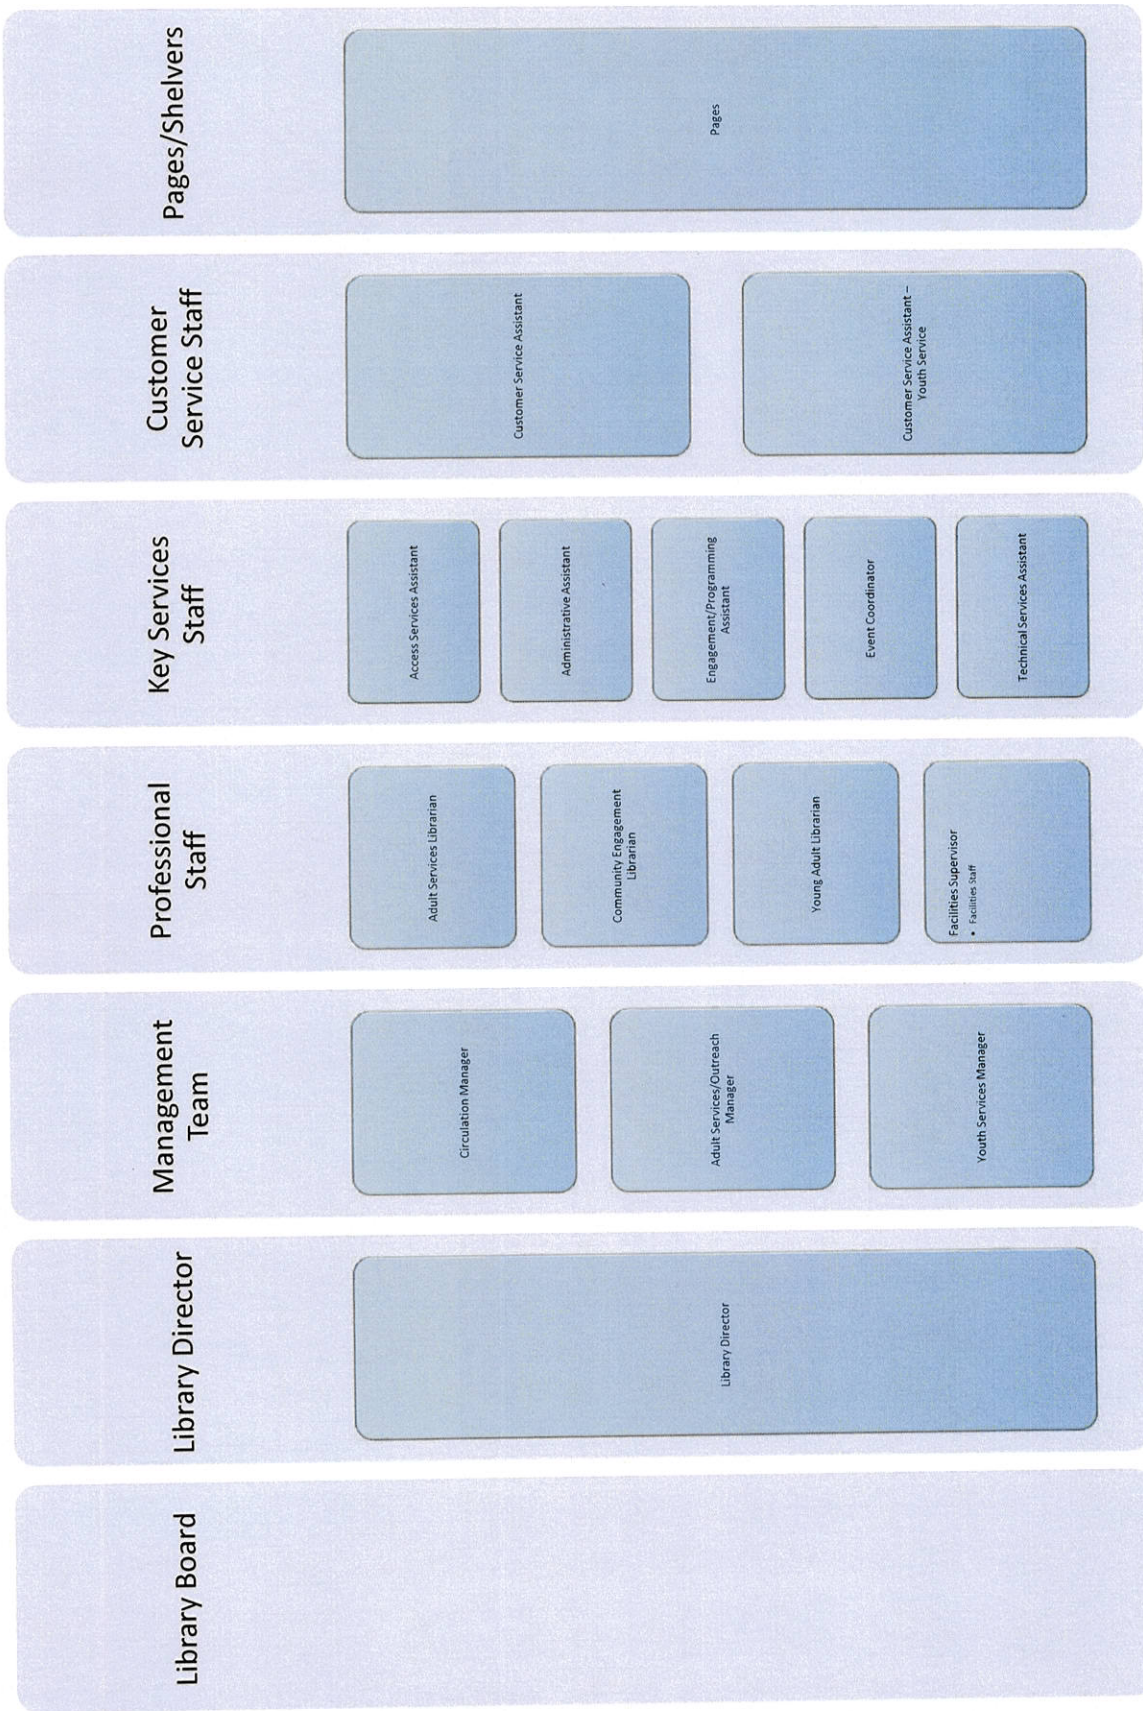 Library Board
Library Director
Library Director
Management
Team
Circulation Manager
Adult Services/Outreach
Manager
Youth Services Manager
Professional
Staff
Adult Services Librarian
Community Engagement
Librarian
Young Adult Librarian
Facilities Supervisor
• Facilities Staff
Key Services
Staff
Access Services Assistant
Administrative Assistant
Engagement/Programming
Assistant
Event Coordinator
Technical Services Assistant
Customer
Service Staff
Customer Service Assistant
Customer Service Assistant –
Youth Service
Pages/Shelvers
Pages